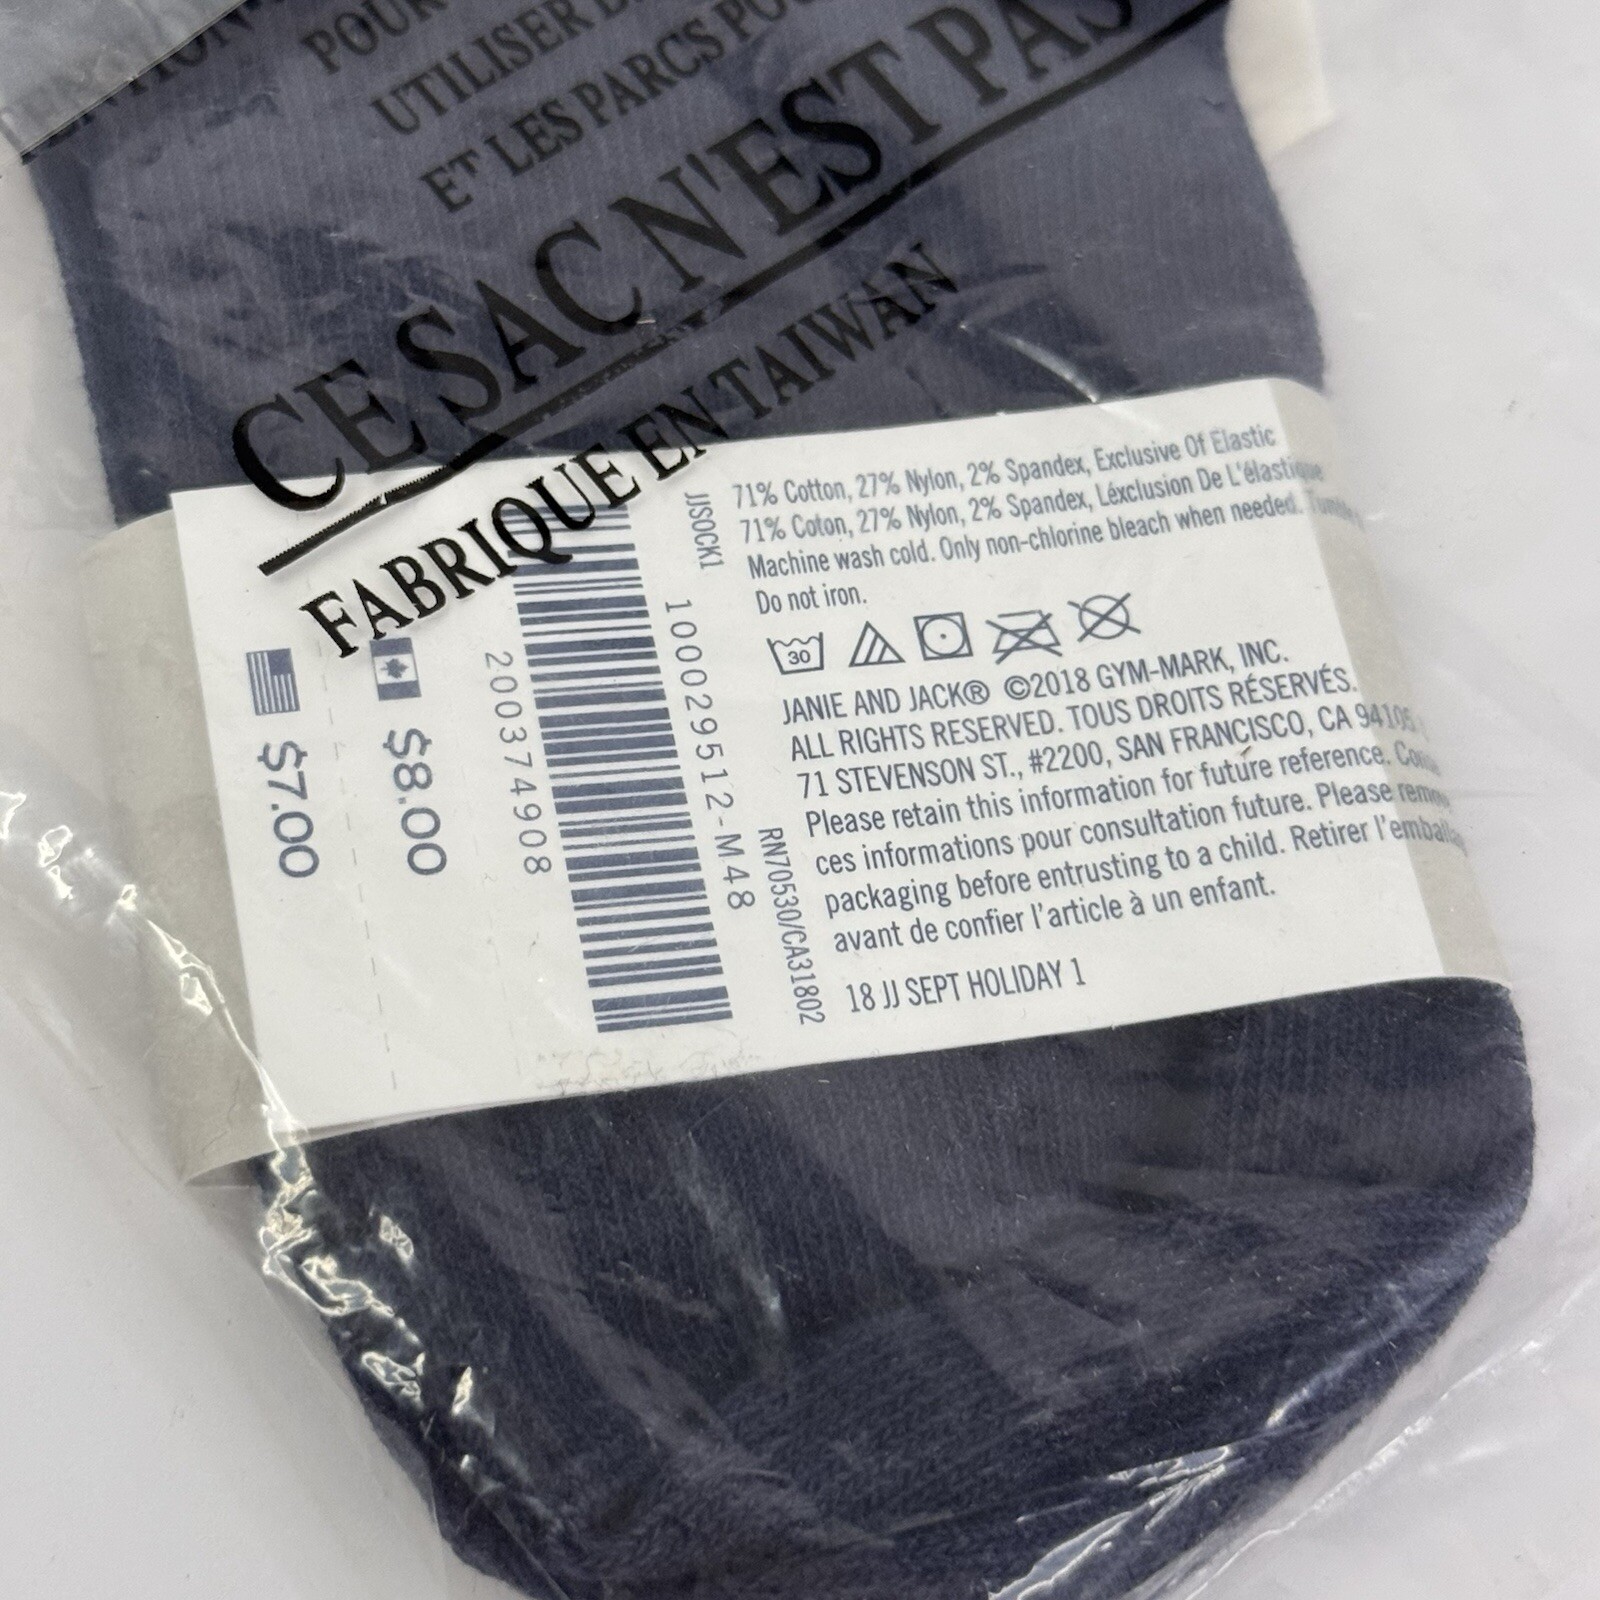 POUR
UTILISER
ET LES PARCS
CE SAC N'EST PAS
FABRIQUE EN TAIWAN
71% Cotton, 27% Nylon, 2% Spandex, Exclusive Of Elastic
71% Coton, 27% Nylon, 2% Spandex, Léxclusion De L'élastique
Machine wash cold. Only non-chlorine bleach when needed. Tumble
Do not iron.
30
JANIE AND JACK® ©2018 GYM-MARK, INC.
ALL RIGHTS RESERVED. TOUS DROITS RÉSERVÉS.
71 STEVENSON ST., #2200, SAN FRANCISCO, CA 94105
Please retain this information for future reference.
ces informations pour consultation future. Please
packaging before entrusting to a child. Retirer
avant de confier l'article à un enfant.
18 JJ SEPT HOLIDAY 1
JJSOCK1
RN70530/CA31802
100029512-M48
200374908
$8.00
$7.00